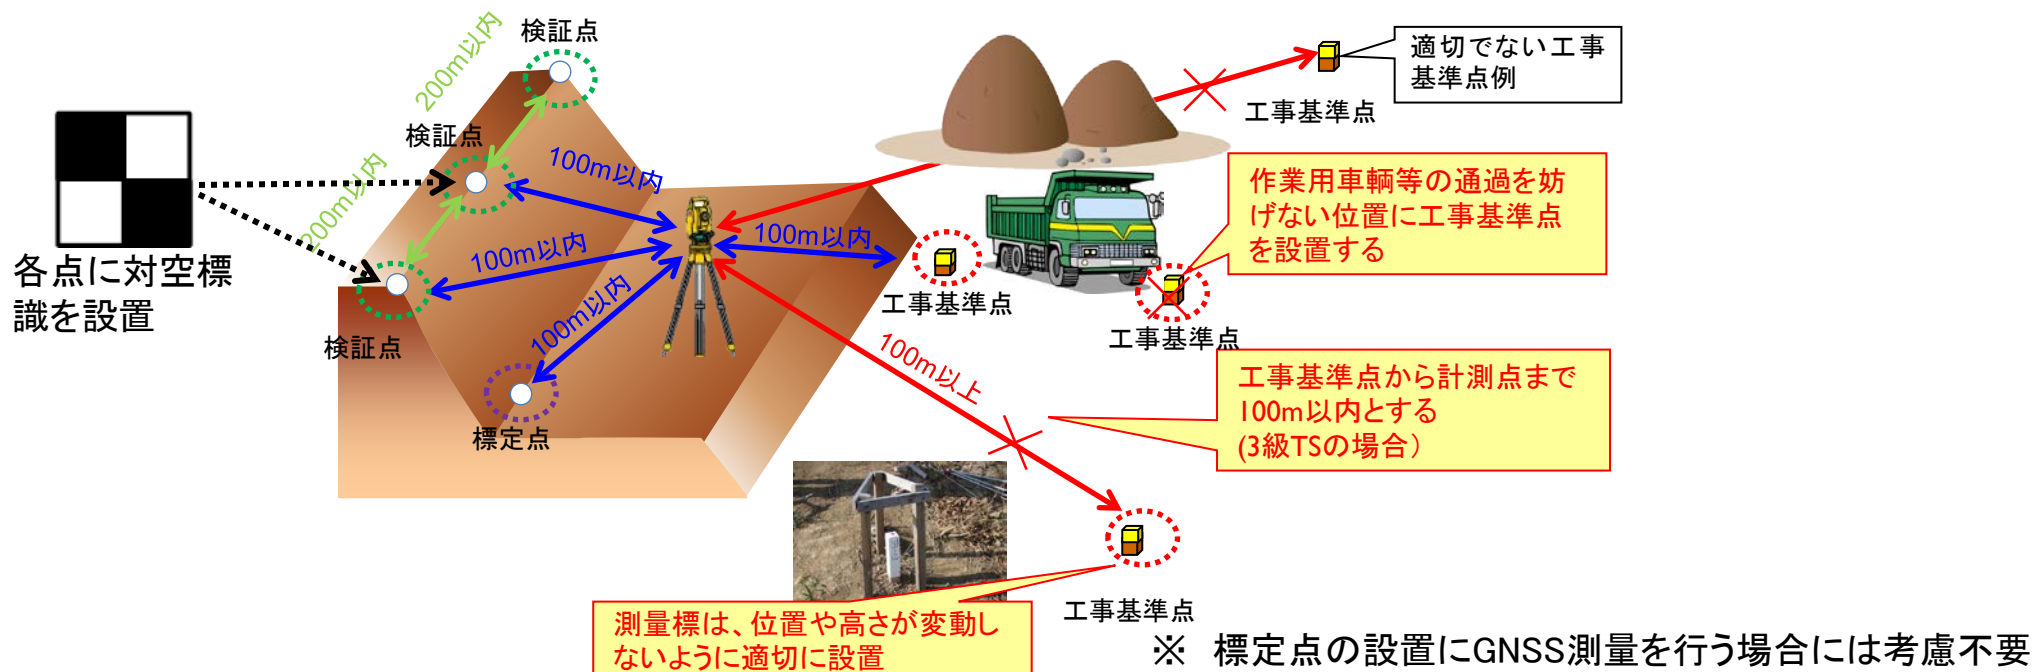 検証点
200m以内
適切でない工事
基準点例
工事基準点
検証点
100m以内
200m以内
作業用車輌等の通過を妨
げない位置に工事基準点
を設置する
各点に対空標
識を設置
100m以内
100m以内
工事基準点
工事基準点
検証点
100m以内
100m以上
工事基準点から計測点まで
100m以内とする
(3級TSの場合）
標定点
工事基準点
測量標は、位置や高さが変動し
ないように適切に設置
※　標定点の設置にGNSS測量を行う場合には考慮不要